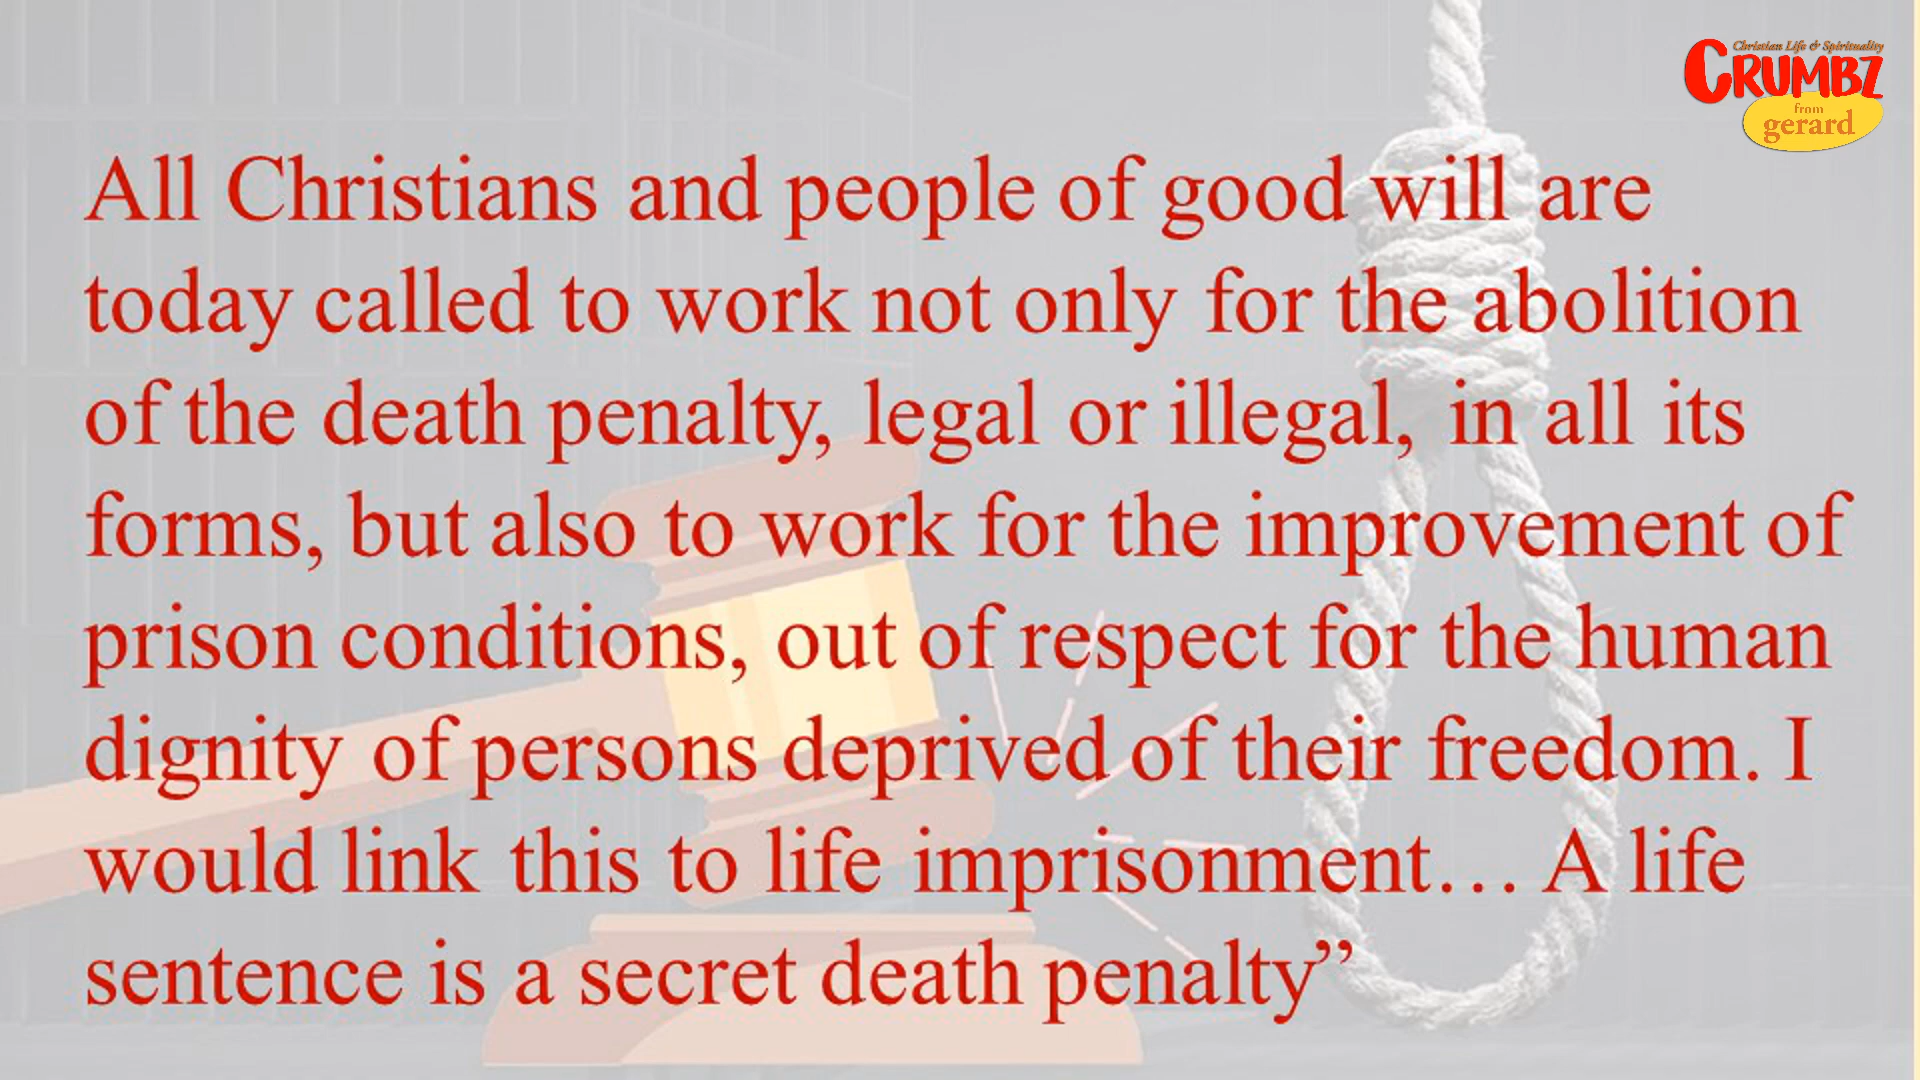 Christian Life & Spirituality
CRUMBZ
from
gerard
All Christians and people of good will are
today called to work not only for the abolition
of the death penalty, legal or illegal, in all its
forms, but also to work for the improvement of
prison conditions, out of respect for the human
dignity of persons deprived of their freedom. I
would link this to life imprisonment… A life
sentence is a secret death penalty”